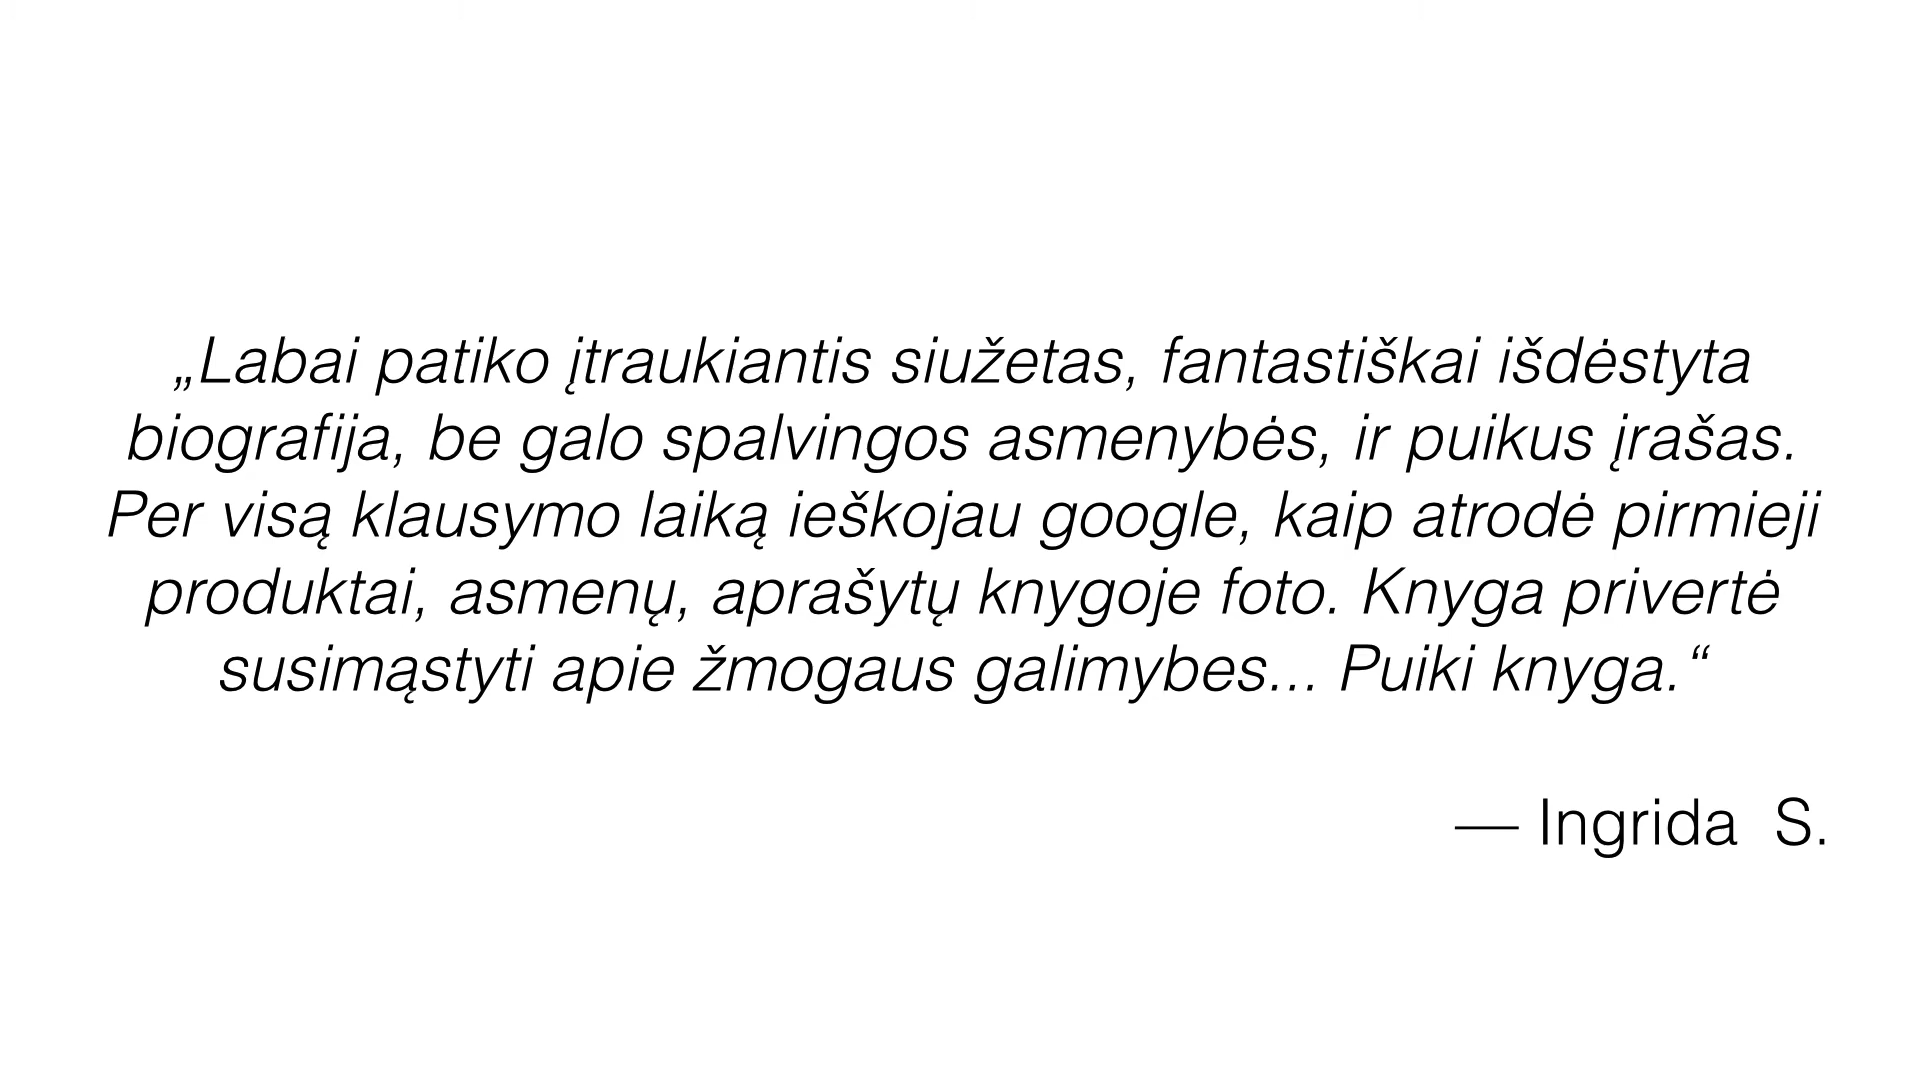 „Labai patiko įtraukiantis siužetas, fantastiškai išdėstyta
biografija, be galo spalvingos asmenybės, ir puikus įrašas.
Per visą klausymo laiką ieškojau google, kaip atrodė pirmieji
produktai, asmenų, aprašytų knygoje foto. Knyga privertė
susimąstyti apie žmogaus galimybes... Puiki knyga.“
— Ingrida  S.